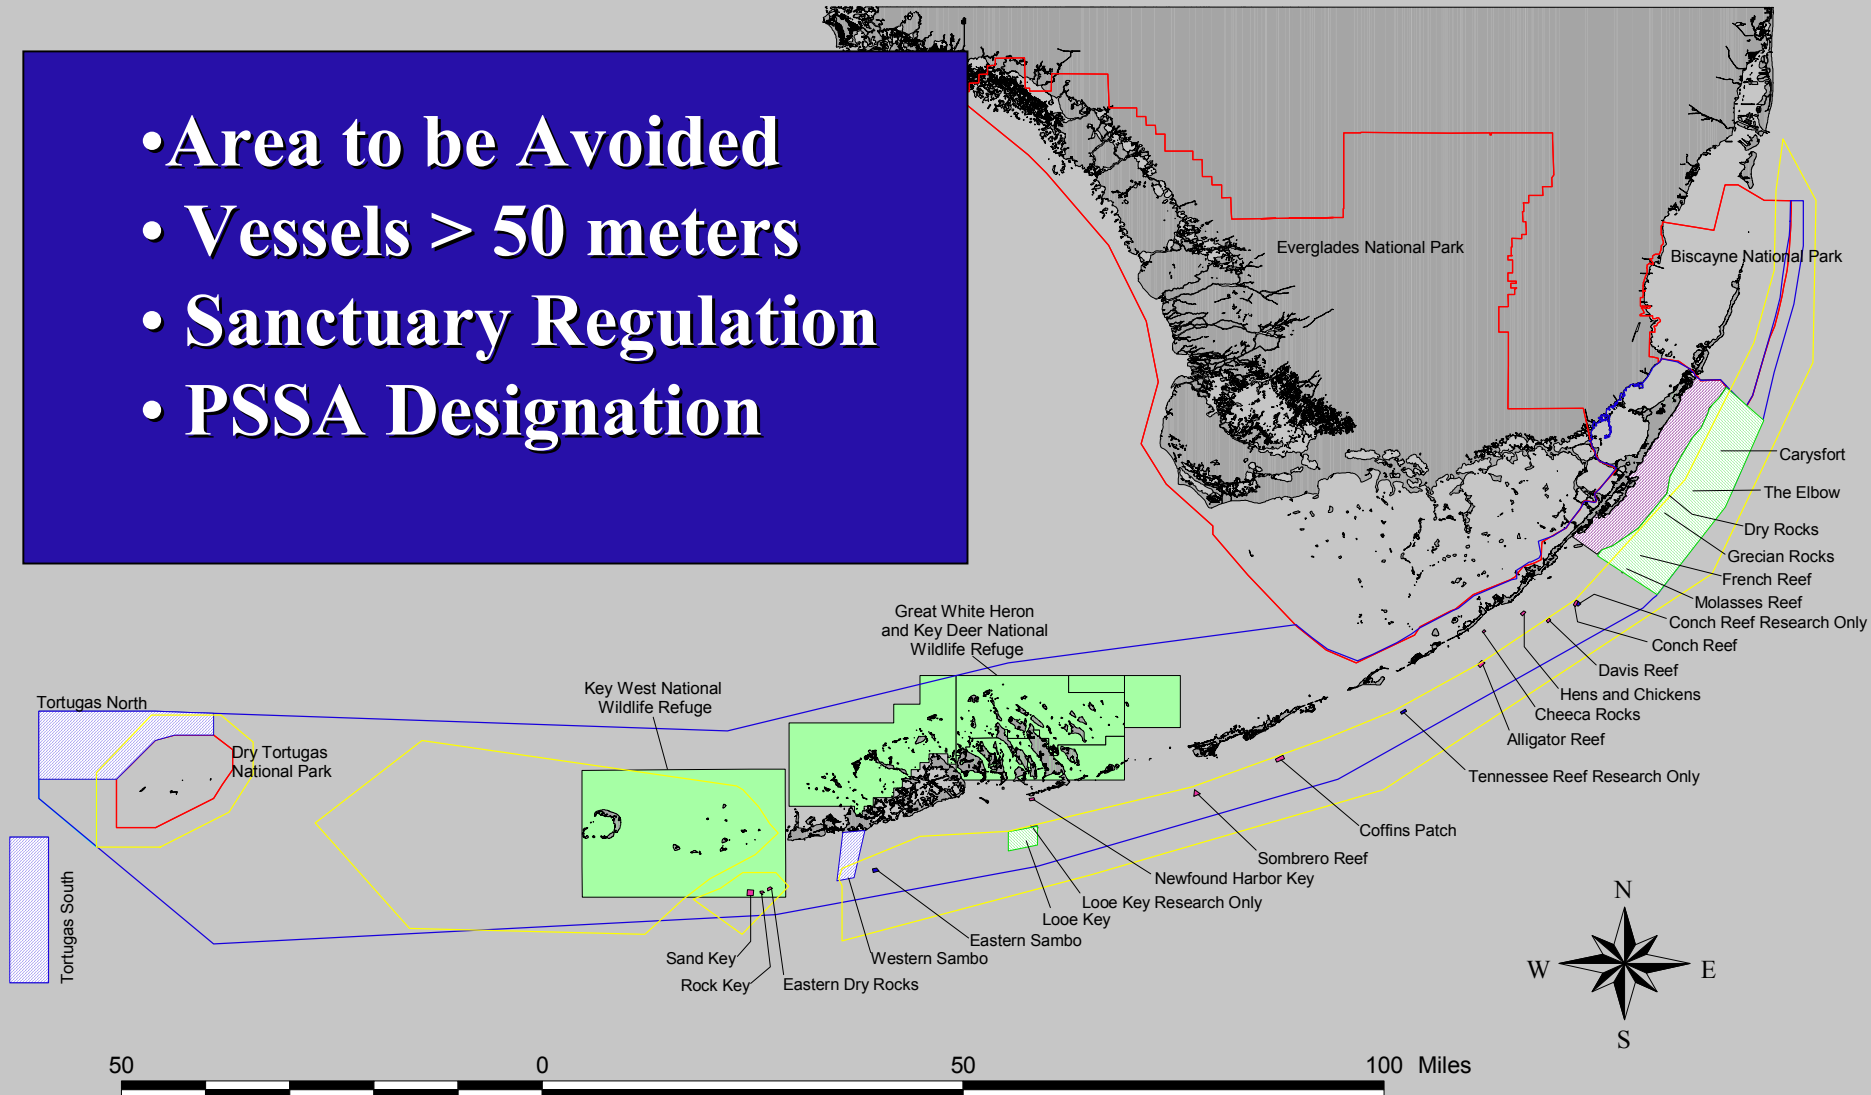 •Area to be Avoided
• Vessels > 50 meters
• Sanctuary Regulation
• PSSA Designation
Everglades National Park
Biscayne National Park
Carysfort
The Elbow
Dry Rocks
Grecian Rocks
French Reef
Molasses Reef
Conch Reef Research Only
Conch Reef
Davis Reef
Hens and Chickens
Cheeca Rocks
Alligator Reef
Tennessee Reef Research Only
Coffins Patch
Sombrero Reef
Newfound Harbor Key
Looe Key Research Only
Looe Key
Eastern Sambo
Western Sambo
Eastern Dry Rocks
Rock Key
Sand Key
Great White Heron
and Key Deer National
Wildlife Refuge
Key West National
Wildlife Refuge
Tortugas North
Dry Tortugas
National Park
Tortugas South
N
W
E
S
50
0
50
100 Miles